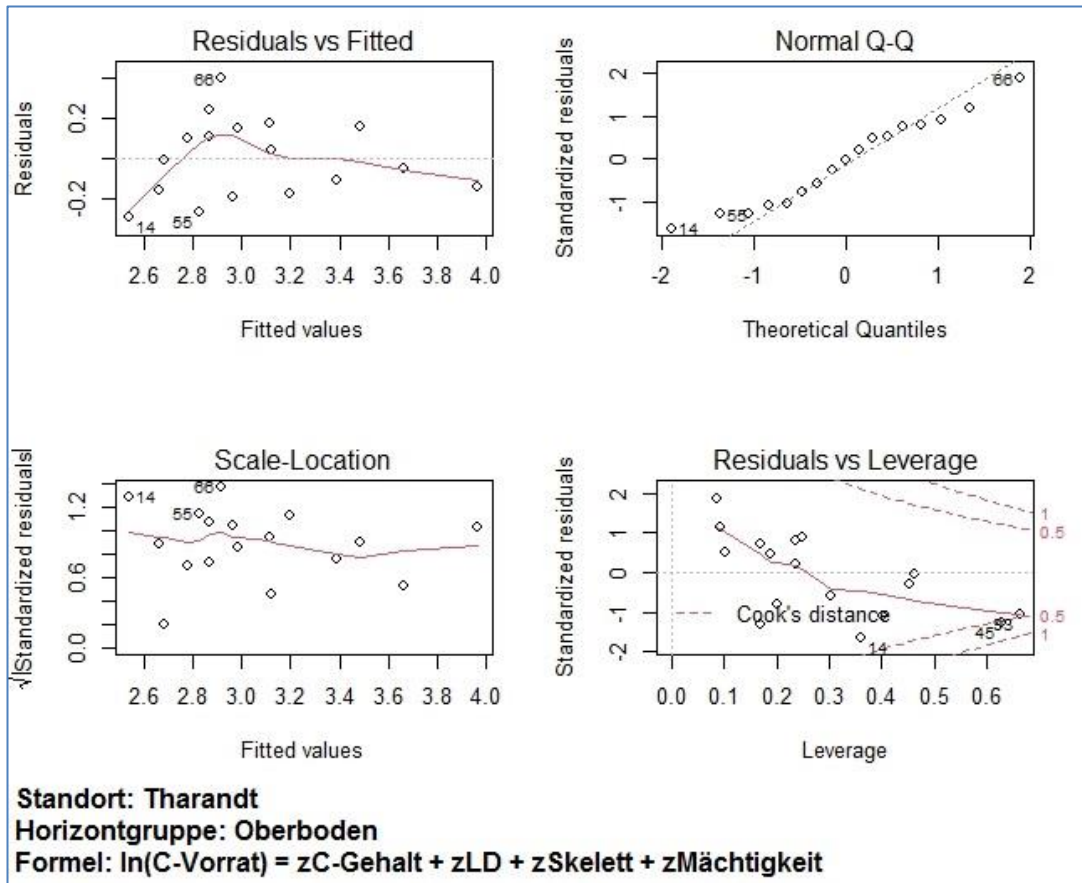 Residuals vs Fitted
Residuals
0.2
-0.2
66
14
55
2.6 2.8 3.0 3.2 3.4 3.6 3.8 4.0
Fitted values
Normal Q-Q
Standardized residuals
2
1
0
-1
66
55
14
-2 -1 0 1 2
Theoretical Quantiles
Scale-Location
√|Standardized residuals|
1.2
0.6
0.0
14
66
55
2.6 2.8 3.0 3.2 3.4 3.6 3.8 4.0
Fitted values
Residuals vs Leverage
Standardized residuals
2
1
0
-1
-2
1
0.5
Cook's distance
0.5
1
14
45
53
0.0 0.1 0.2 0.3 0.4 0.5 0.6
Leverage
Standort: Tharandt
Horizontgruppe: Oberboden
Formel: ln(C-Vorrat) = zC-Gehalt + zLD + zSkelett + zMächtigkeit